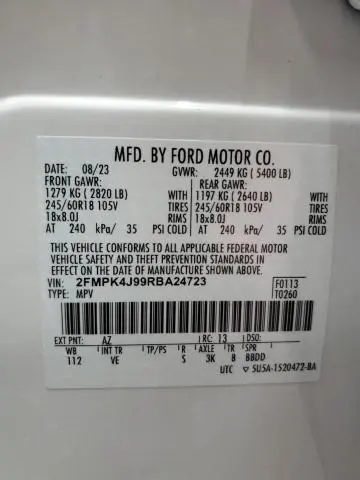 MFD. BY FORD MOTOR CO.
DATE: 08/23 GVWR: 2449 KG ( 5400 LB)
FRONT GAWR: REAR GAWR:
1279 KG ( 2820 LB) WITH 1197 KG ( 2640 LB) WITH
245/60R18 105V TIRES 245/60R18 105V TIRES
18x8.0J RIMS 18x8.0J RIMS
AT 240 kPa/ 35 PSI COLD AT 240 kPa/ 35 PSI COLD
THIS VEHICLE CONFORMS TO ALL APPLICABLE FEDERAL MOTOR
VEHICLE SAFETY AND THEFT PREVENTION STANDARDS IN
EFFECT ON THE DATE OF MANUFACTURE SHOWN ABOVE.
VIN: 2FMPK4J99RBA24723 F0113
TYPE: MPV T0260
EXT PNT: AZ RC: 13 DSO:
WB INT TR TP/PS R AXLE TR SPR
112 VE S 3K 8 BBDD
UTC ▽ 5U5A-1520472-BA